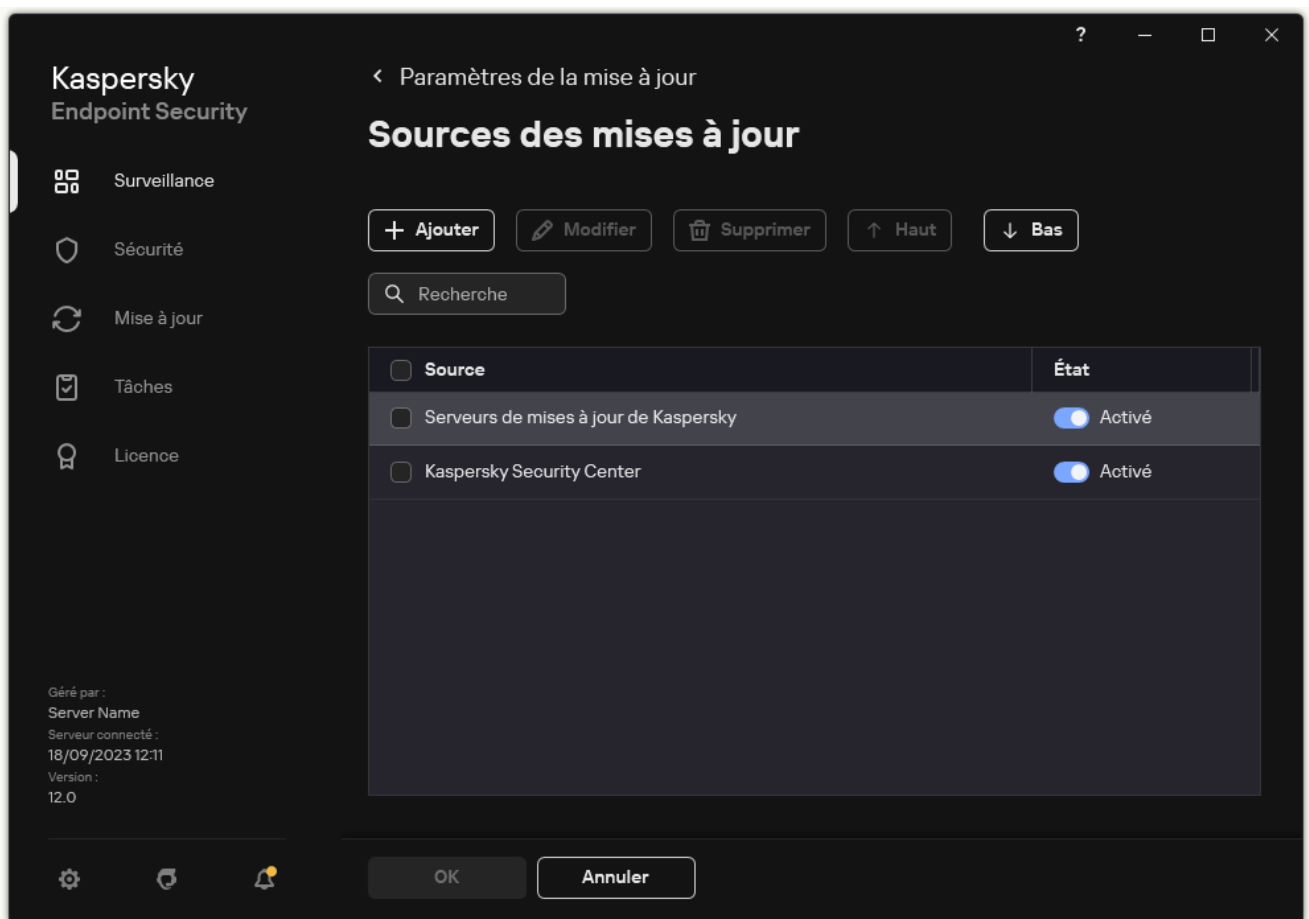 ?
Kaspersky
Endpoint Security
Surveillance
Sécurité
Mise à jour
Tâches
Licence
Géré par :
Server Name
Serveur connecté :
18/09/2023 12:11
Version :
12.0
Paramètres de la mise à jour
Sources des mises à jour
Ajouter Modifier Supprimer Haut Bas
Recherche
Source État
Serveurs de mises à jour de Kaspersky Activé
Kaspersky Security Center Activé
OK Annuler